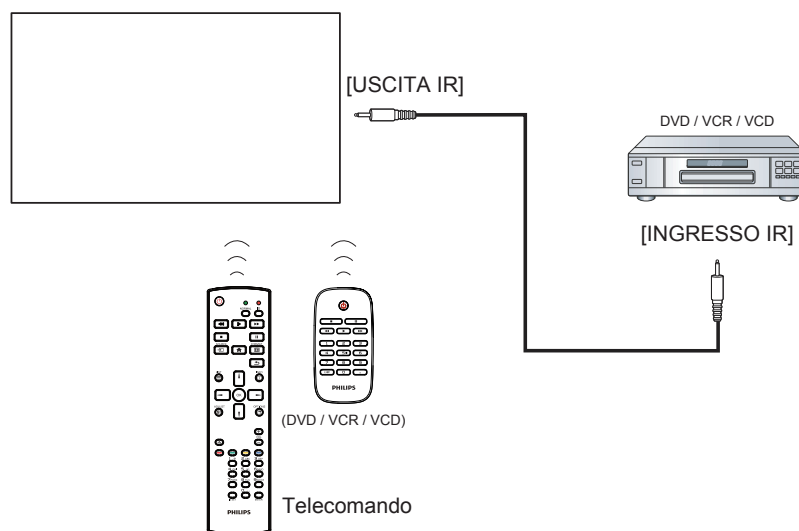 [USCITA IR]
DVD / VCR / VCD
[INGRESSO IR]
PHILIPS
(DVD / VCR / VCD)
Telecomando
PHILIPS